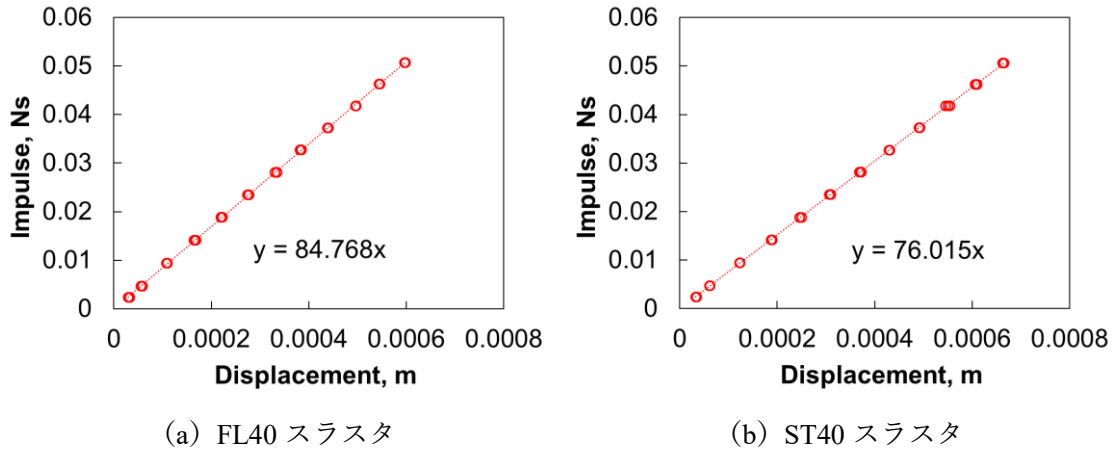 0.06
0.05
0.04
0.03
0.02
0.01
0
Impulse, Ns
y = 84.768x
0 0.0002 0.0004 0.0006 0.0008
Displacement, m
(a) FL40 スラスタ
0.06
0.05
0.04
0.03
0.02
0.01
0
Impulse, Ns
y = 76.015x
0 0.0002 0.0004 0.0006 0.0008
Displacement, m
(b) ST40 スラスタ